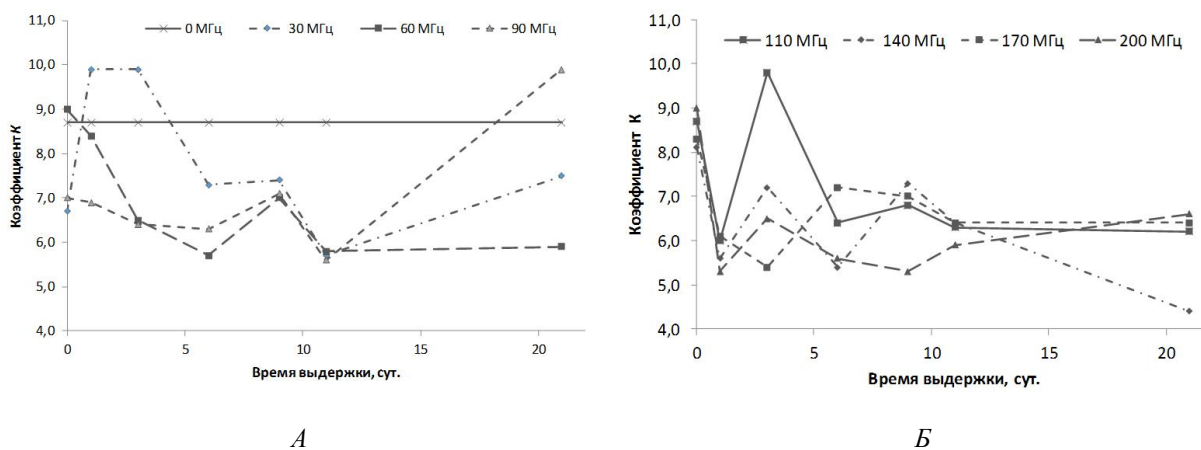 11,0
0 МГц 30 МГц 60 МГц 90 МГц
10,0
9,0
8,0
7,0
6,0
5,0
4,0
Коэффициент К
0 5 10 15 20
Время выдержки, сут.
А
11,0
110 МГц 140 МГц 170 МГц 200 МГц
10,0
9,0
8,0
7,0
6,0
5,0
4,0
Коэффициент К
0 5 10 15 20
Время выдержки, сут.
Б